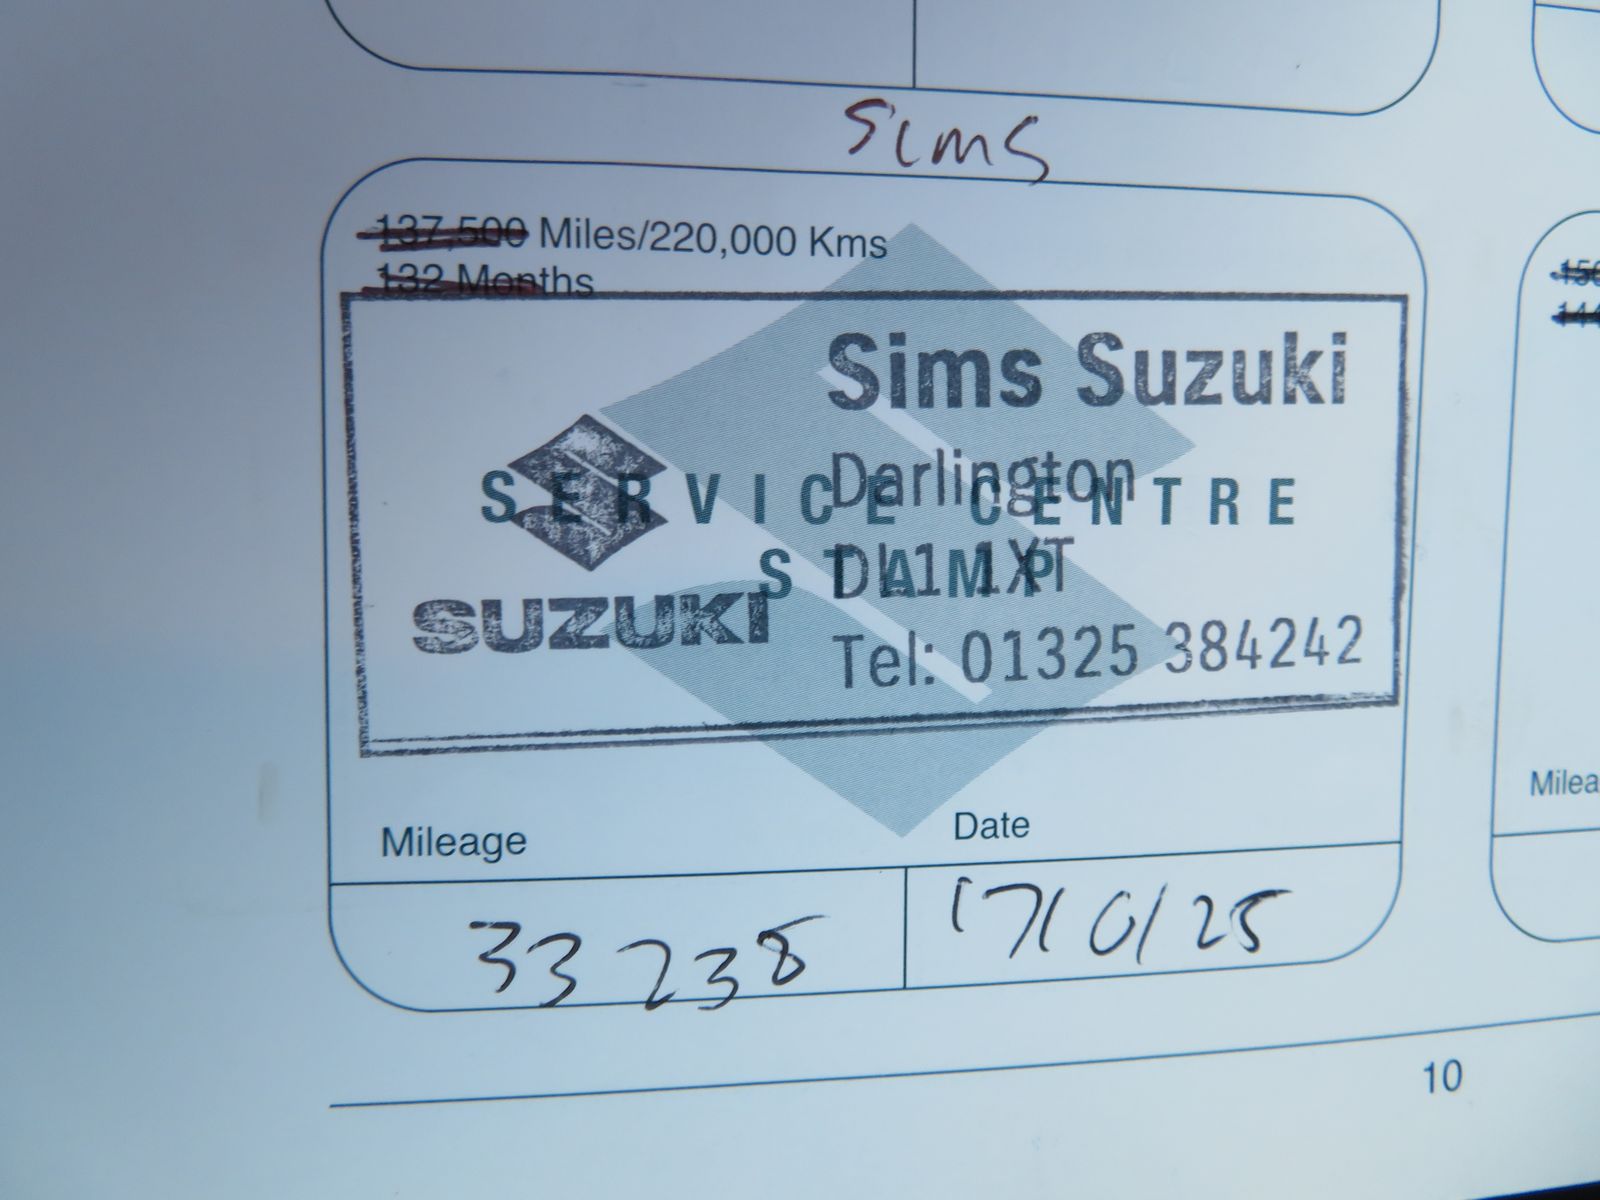 Sims
137,500 Miles/220,000 Kms
132 Months
Sims Suzuki
Darlington
SERVICE CENTRE
DL1 1XT
STAMP
SUZUKI
Tel: 01325 384242
Mileage
Date
33238
17/10/25
Milea
10